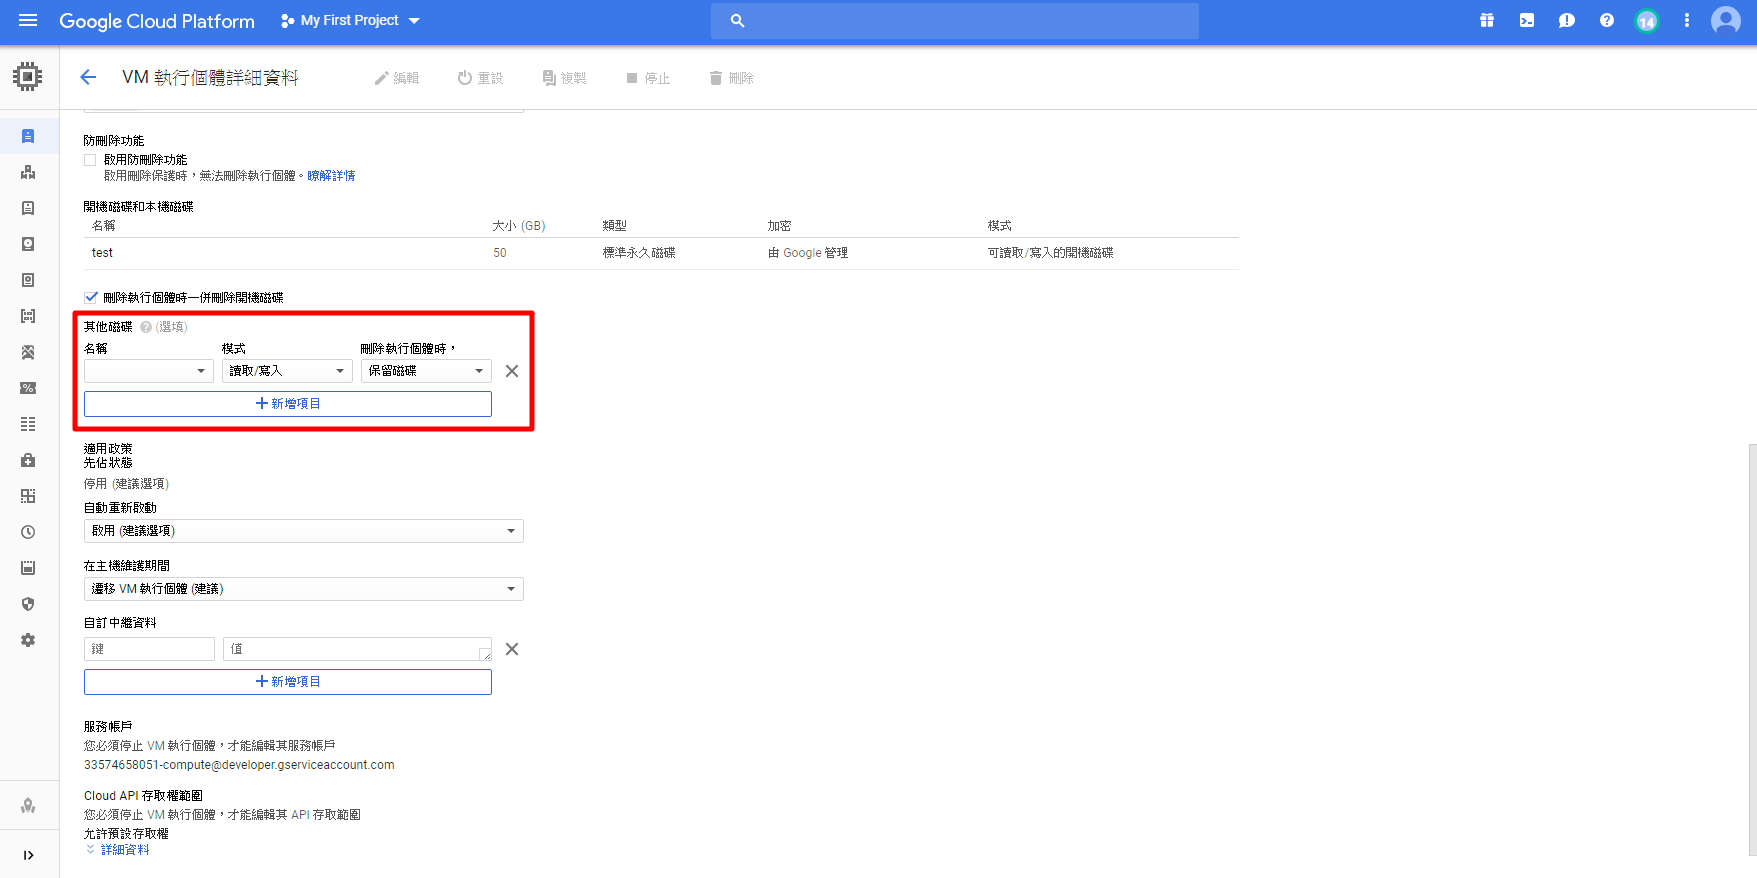 Google Cloud Platform
My First Project
14
VM 執行個體詳細資料
編輯
重設
複製
停止
刪除
防刪除功能
啟用防刪除功能
啟用刪除保護時，無法刪除執行個體。瞭解詳情
開機磁碟和本機磁碟
名稱 大小 (GB) 類型 加密 模式
test 50 標準永久磁碟 由 Google 管理 可讀取/寫入的開機磁碟
刪除執行個體時一併刪除開機磁碟
其他磁碟 ? (選填)
名稱 模式 刪除執行個體時，
讀取/寫入 保留磁碟
+ 新增項目
適用政策
先佔狀態
停用 (建議選項)
自動重新啟動
啟用 (建議選項)
在主機維護期間
遷移 VM 執行個體 (建議)
自訂中繼資料
鍵 值
+ 新增項目
服務帳戶
您必須停止 VM 執行個體，才能編輯其服務帳戶
33574658051-compute@developer.gserviceaccount.com
Cloud API 存取權範圍
您必須停止 VM 執行個體，才能編輯其 API 存取範圍
允許預設存取權
詳細資料